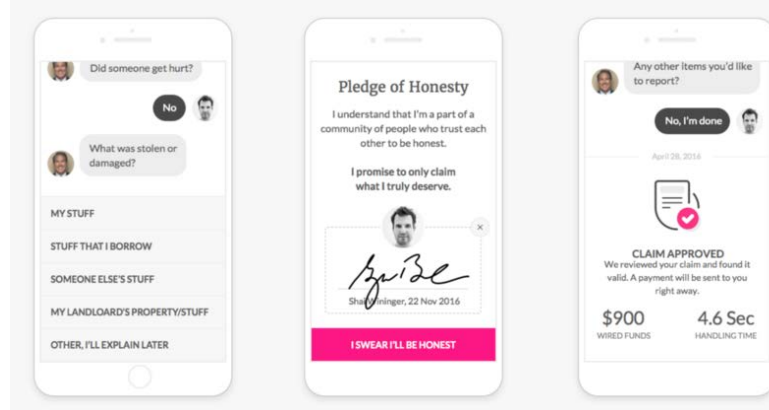 Did someone get hurt?
No
What was stolen or
damaged?
MY STUFF
STUFF THAT I BORROW
SOMEONE ELSE'S STUFF
MY LANDLOARD'S PROPERTY/STUFF
OTHER, I'LL EXPLAIN LATER
Pledge of Honesty
I understand that I'm a part of a
community of people who trust each
other to be honest.
I promise to only claim
what I truly deserve.
Shai Wininger, 22 Nov 2016
I SWEAR I'LL BE HONEST
Any other items you'd like
to report?
No, I'm done
April 28, 2016
CLAIM APPROVED
We reviewed your claim and found it
valid. A payment will be sent to you
right away.
$900 4.6 Sec
WIRED FUNDS HANDLING TIME